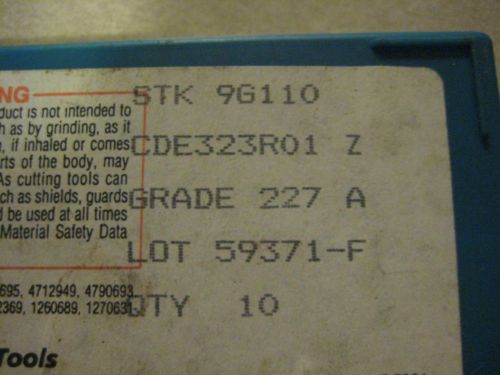 NG
STK 9G110
duct is not intended to
h as by grinding, as it
, if inhaled or comes
CDE323R01 Z
rts of the body, may
As cutting tools can
ch as shields, guards
GRADE 227 A
d be used at all times
Material Safety Data
LOT 59371-F
695, 4712949, 4790693
2369, 1260689, 1270631
QTY 10
Tools